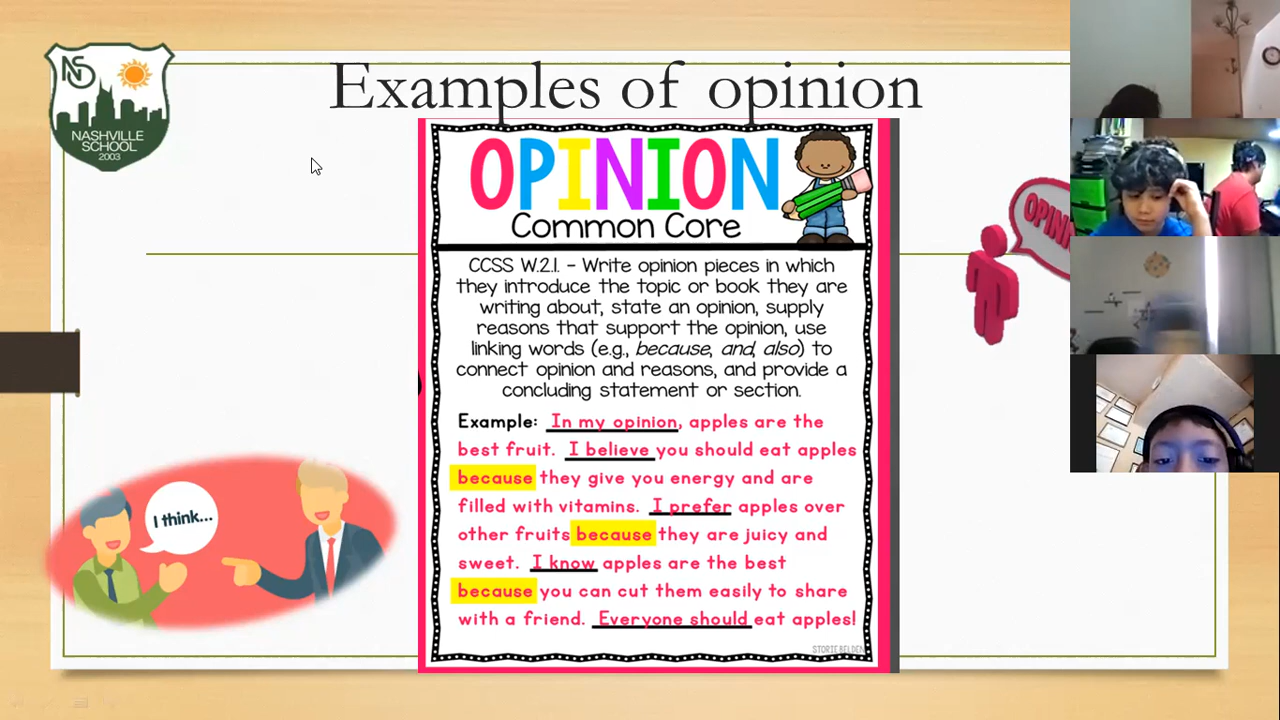 Examples of opinion
NS
NASHVILLE
SCHOOL
2003
OPINION
Common Core
CCSS W.2.1. - Write opinion pieces in which
they introduce the topic or book they are
writing about, state an opinion, supply
reasons that support the opinion, use
linking words (e.g., because, and, also) to
connect opinion and reasons, and provide a
concluding statement or section.
Example: In my opinion, apples are the
best fruit. I believe you should eat apples
because they give you energy and are
filled with vitamins. I prefer apples over
other fruits because they are juicy and
sweet. I know apples are the best
because you can cut them easily to share
with a friend. Everyone should eat apples!
STORIE BELDEN
I think...
OPINI